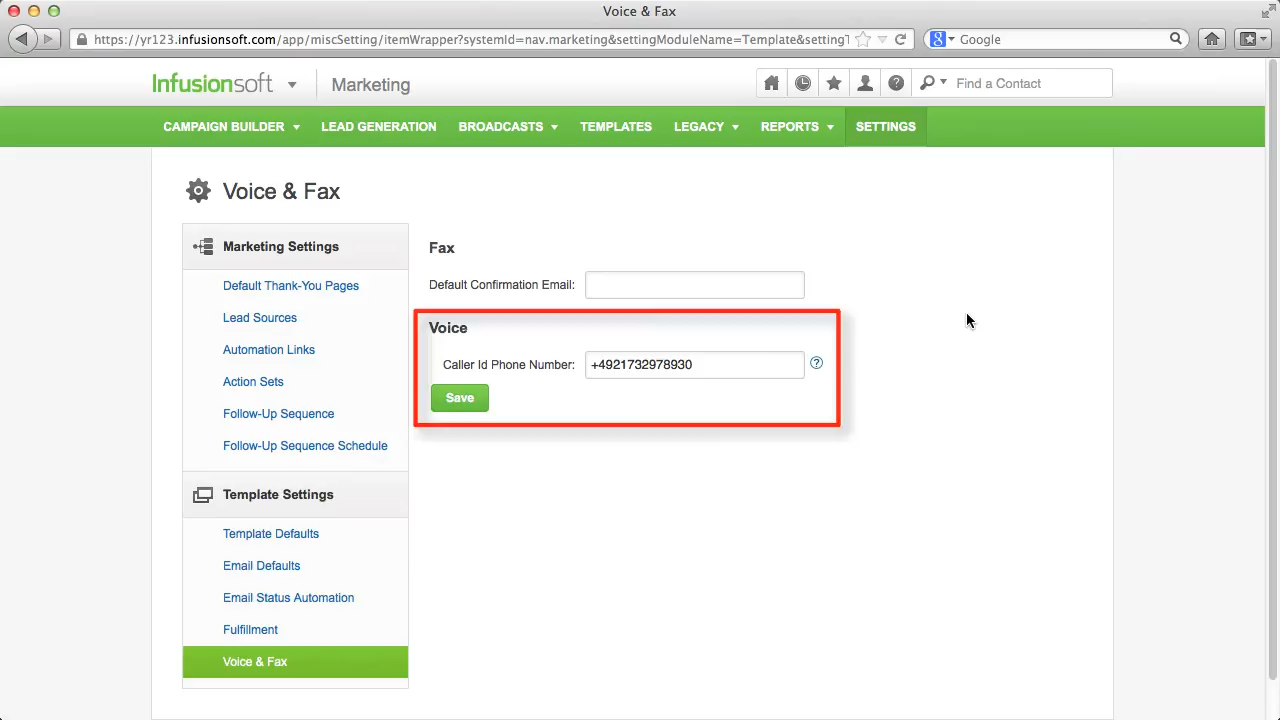 Voice & Fax
https://yr123.infusionsoft.com/app/miscSetting/itemWrapper?systemId=nav.marketing&settingModuleName=Template&settingT
Google
Infusionsoft
Marketing
Find a Contact
CAMPAIGN BUILDER
LEAD GENERATION
BROADCASTS
TEMPLATES
LEGACY
REPORTS
SETTINGS
Voice & Fax
Marketing Settings
Default Thank-You Pages
Lead Sources
Automation Links
Action Sets
Follow-Up Sequence
Follow-Up Sequence Schedule
Template Settings
Template Defaults
Email Defaults
Email Status Automation
Fulfillment
Voice & Fax
Fax
Default Confirmation Email:
Voice
Caller Id Phone Number: +4921732978930
Save